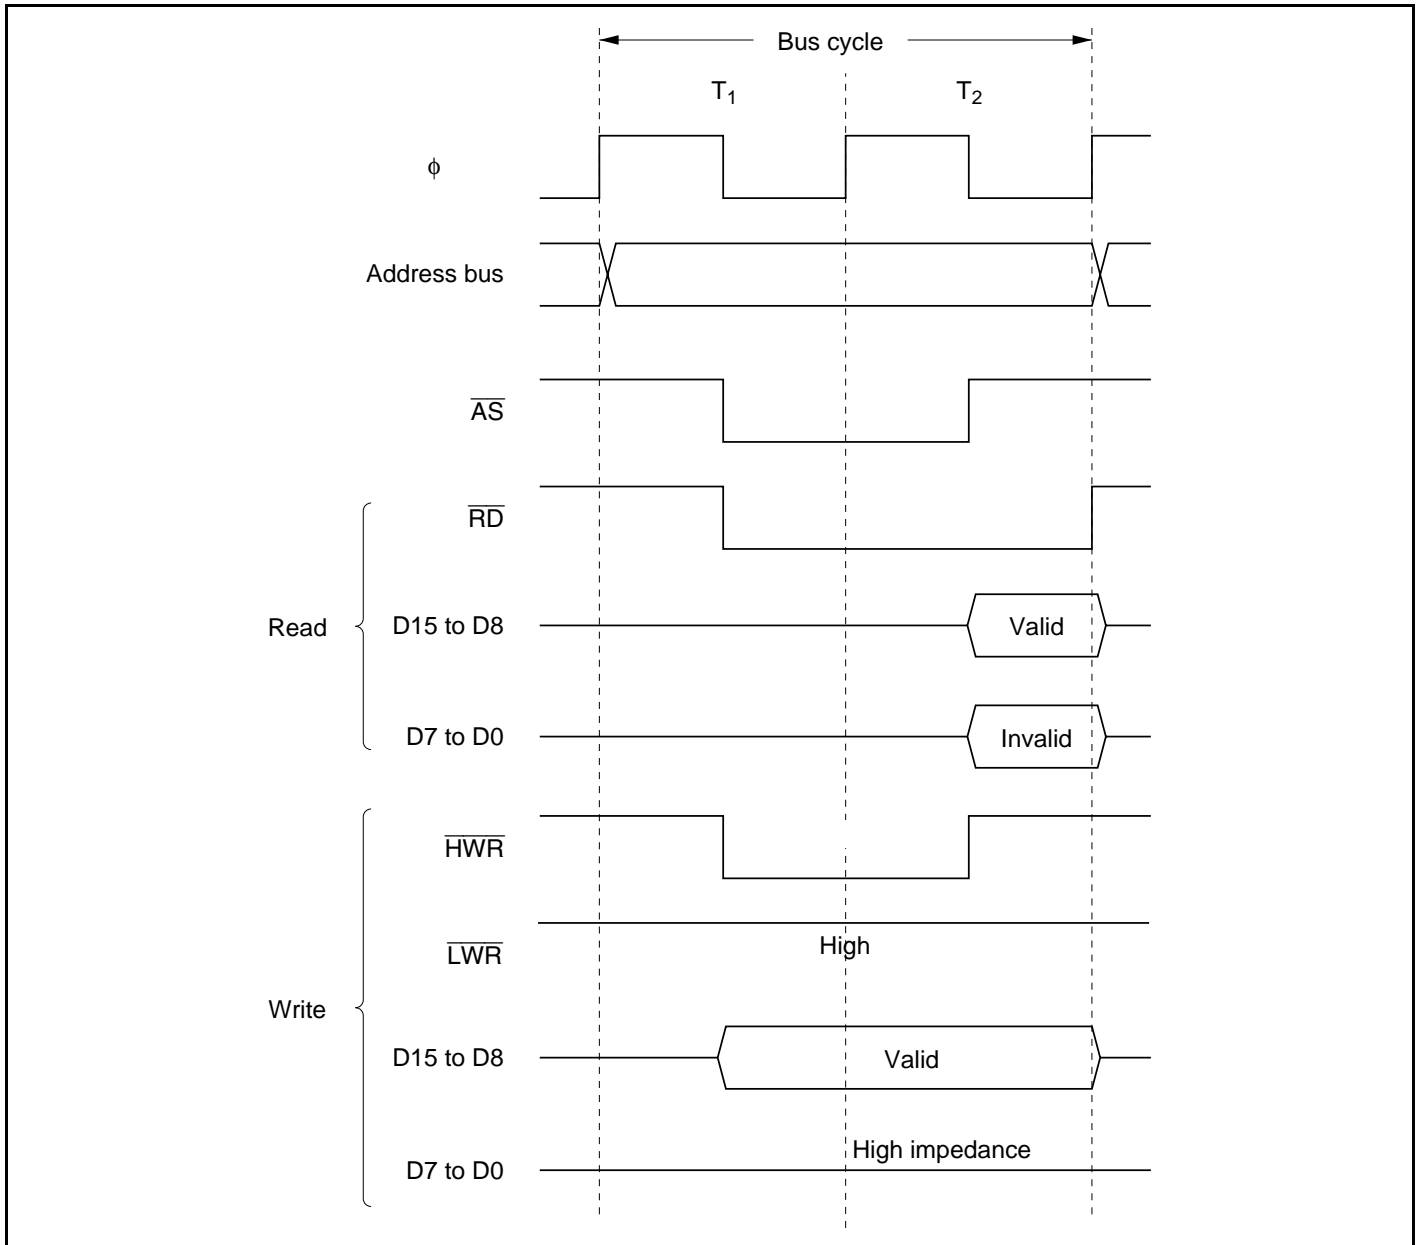 Bus cycle
T1 T2
ϕ
Address bus
AS
RD
Read
D15 to D8 Valid
D7 to D0 Invalid
HWR
LWR High
Write
D15 to D8 Valid
D7 to D0 High impedance